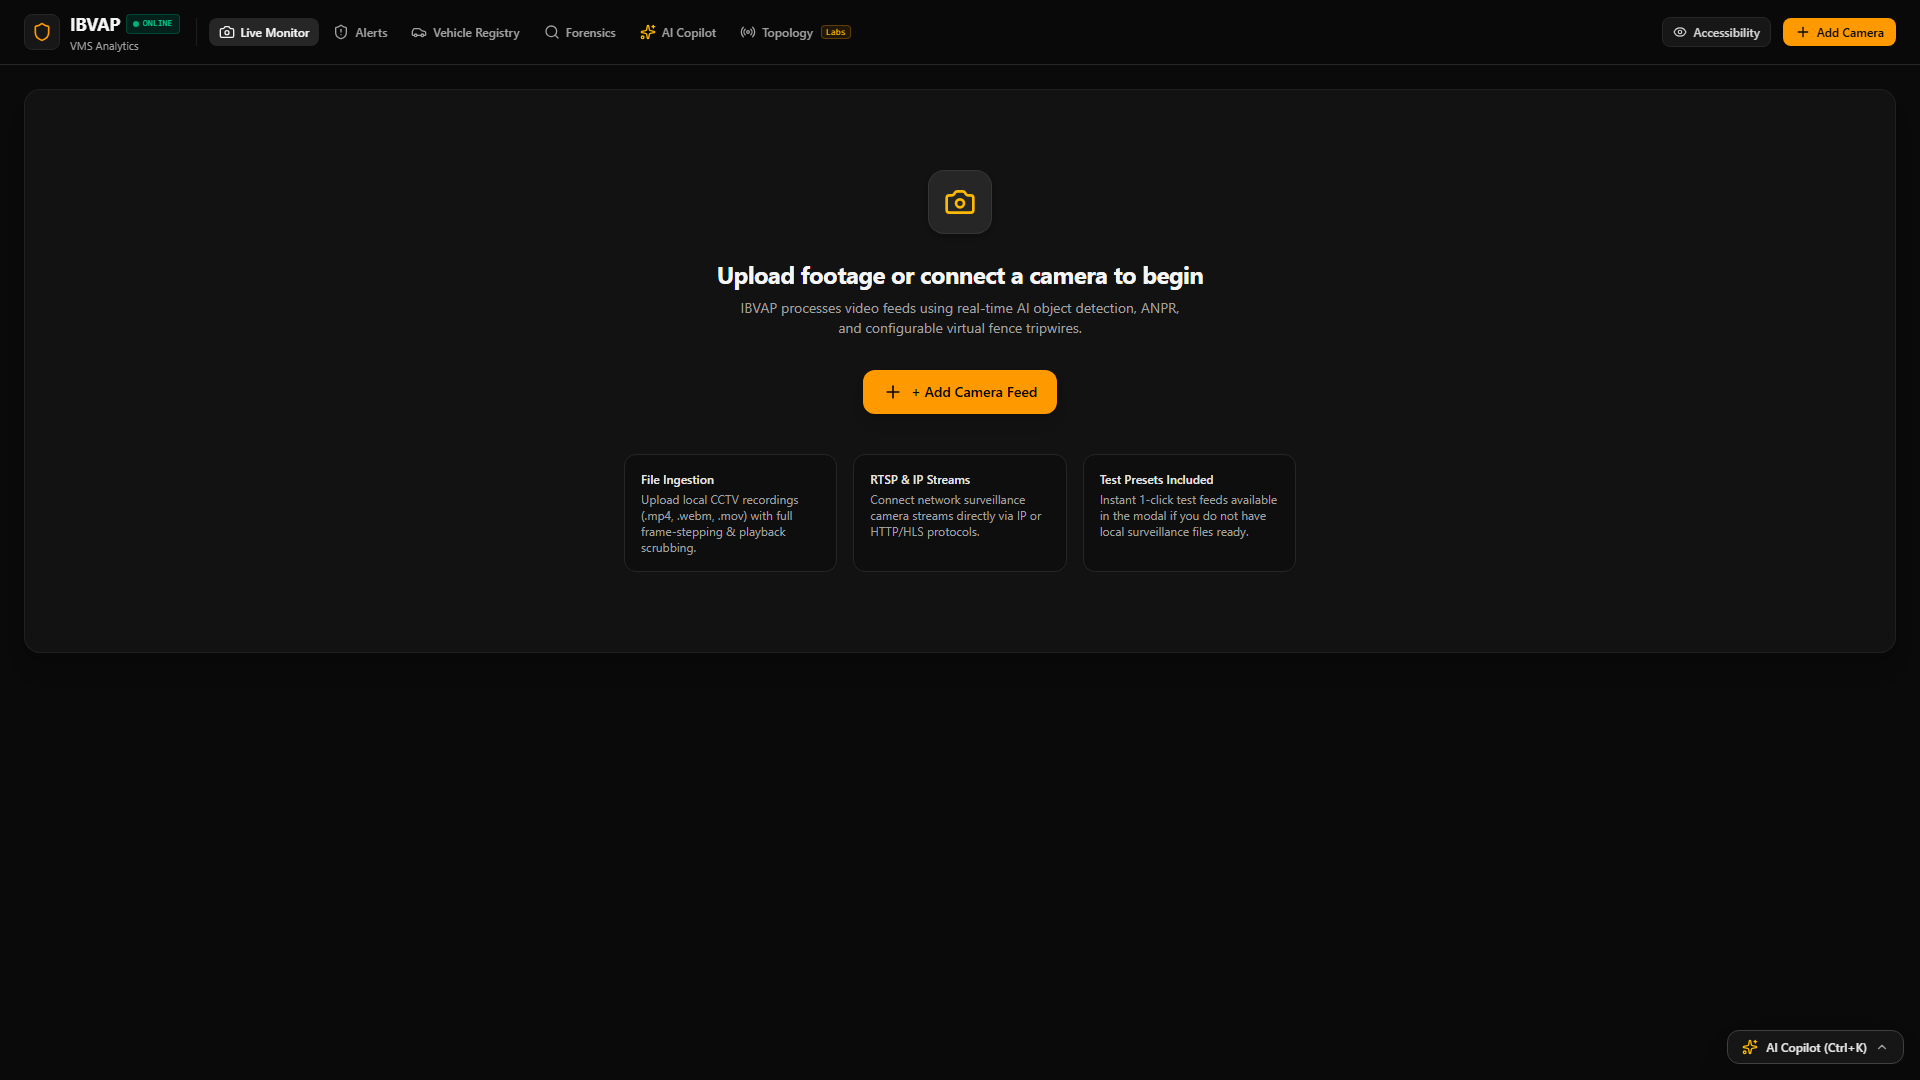 IBVAP
ONLINE
VMS Analytics
Live Monitor
Alerts
Vehicle Registry
Forensics
AI Copilot
Topology
Labs
Accessibility
Add Camera
Upload footage or connect a camera to begin
IBVAP processes video feeds using real-time AI object detection, ANPR,
and configurable virtual fence tripwires.
+ Add Camera Feed
File Ingestion
Upload local CCTV recordings
(.mp4, .webm, .mov) with full
frame-stepping & playback
scrubbing.
RTSP & IP Streams
Connect network surveillance
camera streams directly via IP or
HTTP/HLS protocols.
Test Presets Included
Instant 1-click test feeds available
in the modal if you do not have
local surveillance files ready.
AI Copilot (Ctrl+K)